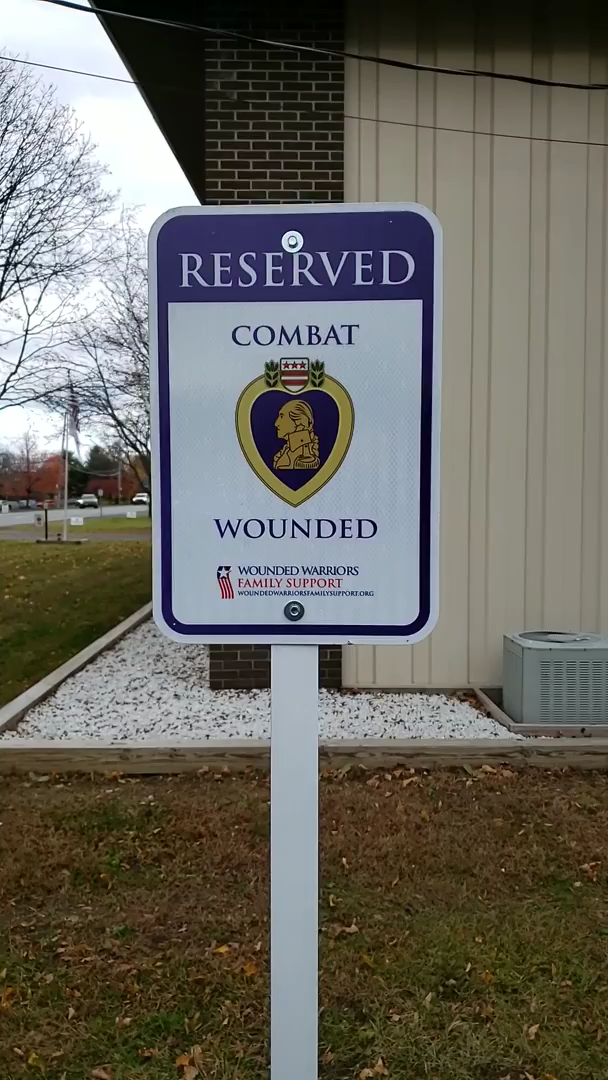 RESERVED
COMBAT
WOUNDED
WOUNDED WARRIORS
FAMILY SUPPORT
WOUNDEDWARRIORSFAMILYSUPPORT.ORG